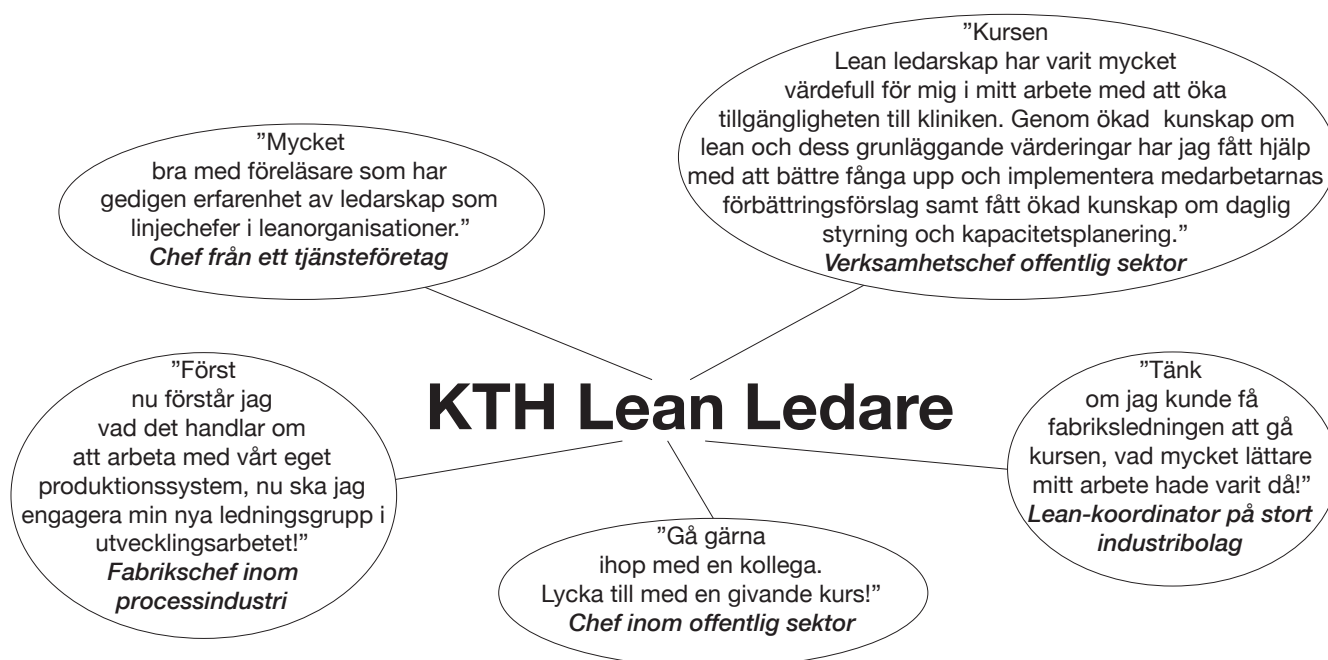 ”Kursen
Lean ledarskap har varit mycket
värdefull för mig i mitt arbete med att öka
tillgängligheten till kliniken. Genom ökad  kunskap om
lean och dess grunläggande värderingar har jag fått hjälp
med att bättre fånga upp och implementera medarbetarnas
förbättringsförslag samt fått ökad kunskap om daglig
styrning och kapacitetsplanering.”
Verksamhetschef offentlig sektor
”Mycket
bra med föreläsare som har
gedigen erfarenhet av ledarskap som
linjechefer i leanorganisationer.”
Chef från ett tjänsteföretag
KTH Lean Ledare
”Först
nu förstår jag
vad det handlar om
att arbeta med vårt eget
produktionssystem, nu ska jag
engagera min nya ledningsgrupp i
utvecklingsarbetet!”
Fabrikschef inom
processindustri
”Gå gärna
ihop med en kollega.
Lycka till med en givande kurs!”
Chef inom offentlig sektor
”Tänk
om jag kunde få
fabriksledningen att gå
kursen, vad mycket lättare
mitt arbete hade varit då!”
Lean-koordinator på stort
industribolag